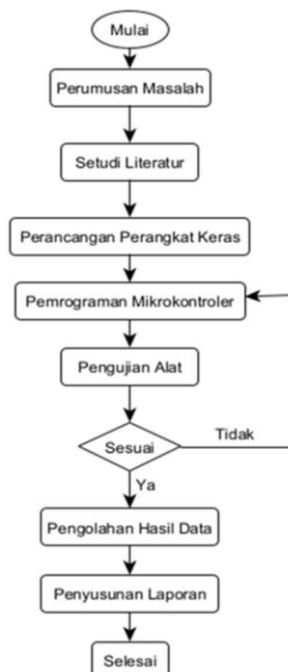 Mulai
Perumusan Masalah
Setudi Literatur
Perancangan Perangkat Keras
Pemrograman Mikrokontroler
Pengujian Alat
Sesuai
Tidak
Ya
Pengolahan Hasil Data
Penyusunan Laporan
Selesai